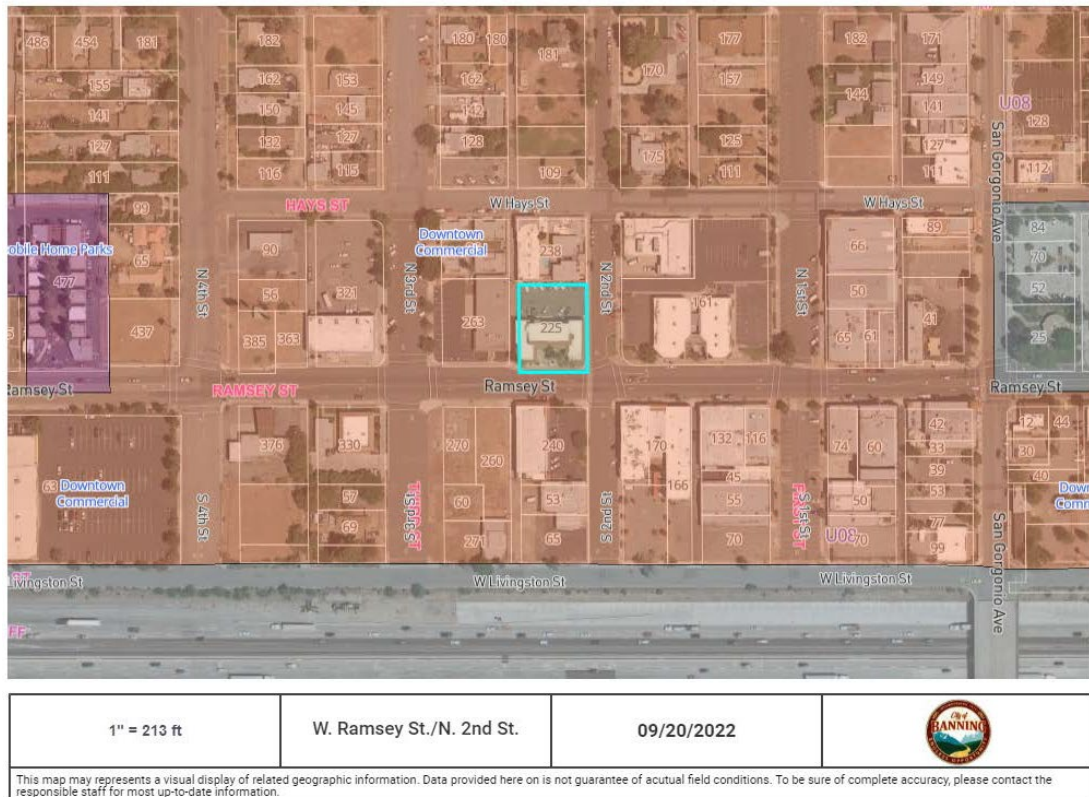 486 454 181 182 180 180 181 177 182 171
155 162 153 162 170 157 149
141 150 145 142 144 141 U08
127 132 127 128 125 127 128
111 116 115 109 175 111 111 112
San Gorgonio Ave
99 HAYS ST W Hays St W Hays St
Downtown
Commercial
obile Home Parks 90 238 66 89 84
65 N 4th St N 3rd St N 2nd St N 1st St 70
477 56 321 50 52
437 385 363 263 225 161 65 61 41 25
Ramsey St RAMSEY ST Ramsey St Ramsey St
376 330 270 260 240 170 132 116 74 60 42 12 44
33 30
63 Downtown
Commercial
57 60 53 166 45 39 40
S 4th St 69 S 3rd St S 2nd St 55 S 1st St 50 53
271 65 70 U08 70 77 99
San Gorgonio Ave
Livingston St W Livingston St W Livingston St
FF
1" = 213 ft
W. Ramsey St./N. 2nd St.
09/20/2022
City of
BANNING
This map may represents a visual display of related geographic information. Data provided here on is not guarantee of acutual field conditions. To be sure of complete accuracy, please contact the
responsible staff for most up-to-date information.